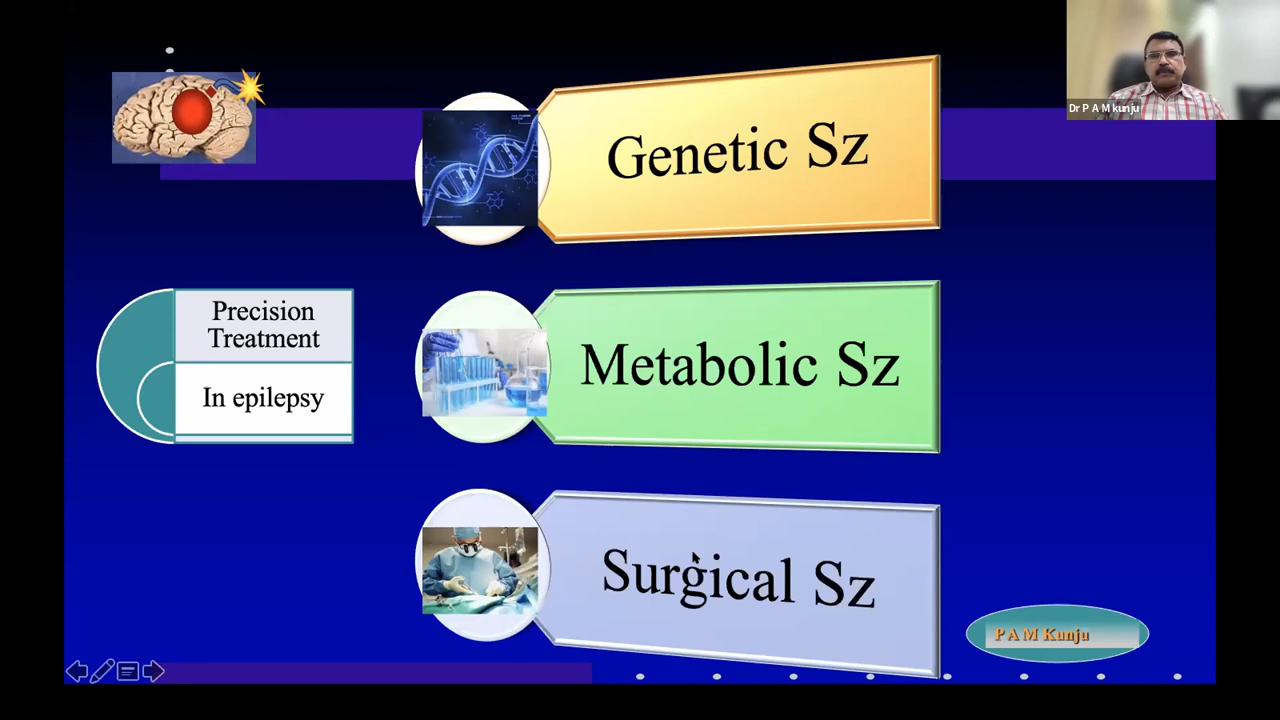 Dr P A M kunju
Genetic Sz
Precision
Treatment
In epilepsy
Metabolic Sz
Surgical Sz
P A M Kunju